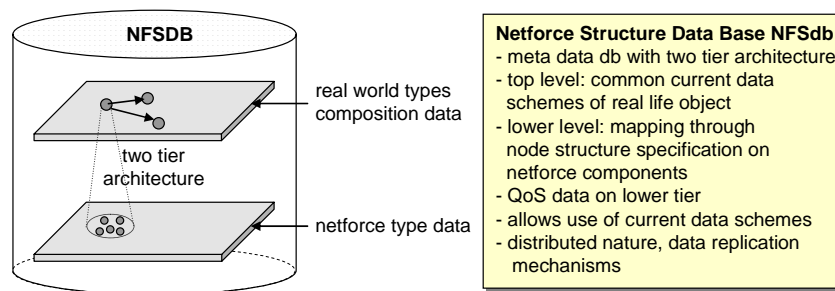 NFSDB
real world types
composition data
two tier
architecture
netforce type data
Netforce Structure Data Base NFSdb
- meta data db with two tier architecture
- top level: common current data
schemes of real life object
- lower level: mapping through
node structure specification on
netforce components
- QoS data on lower tier
- allows use of current data schemes
- distributed nature, data replication
mechanisms